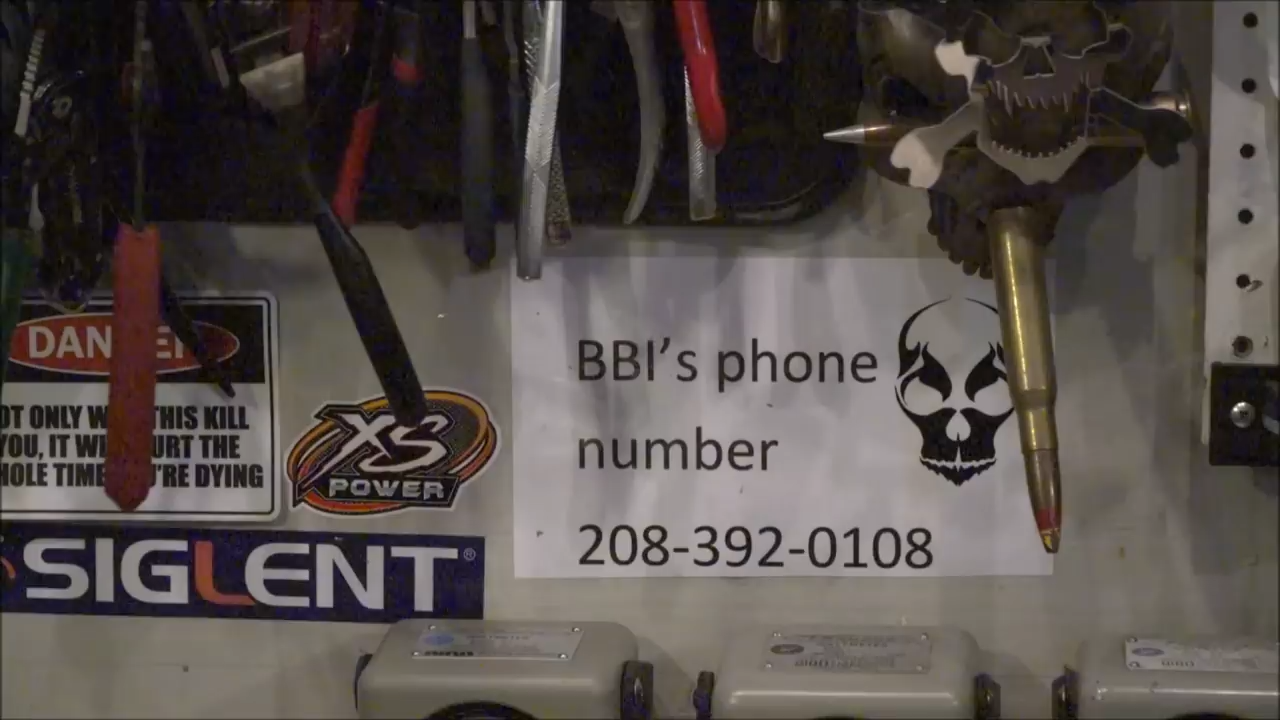 DAN ER
OT ONLY W THIS KILL
YOU, IT W URT THE
HOLE TIME 'RE DYING
XS
POWER
SIGLENT®
BBI's phone
number
208-392-0108